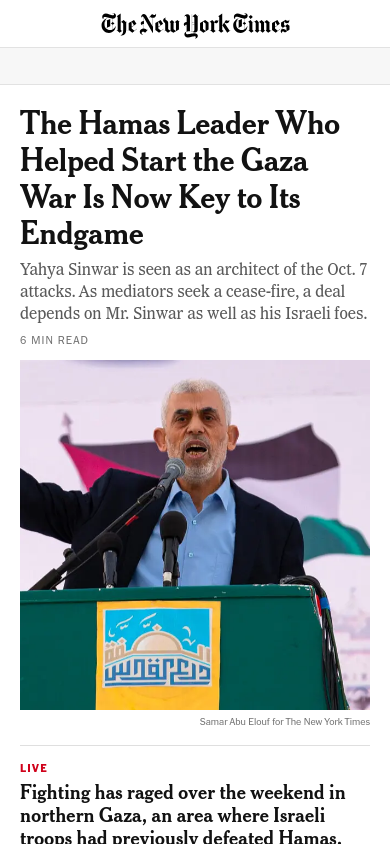 The New York Times
The Hamas Leader Who
Helped Start the Gaza
War Is Now Key to Its
Endgame
Yahya Sinwar is seen as an architect of the Oct. 7
attacks. As mediators seek a cease-fire, a deal
depends on Mr. Sinwar as well as his Israeli foes.
6 MIN READ
درع القدس
Samar Abu Elouf for The New York Times
LIVE
Fighting has raged over the weekend in
northern Gaza, an area where Israeli
troops had previously defeated Hamas.